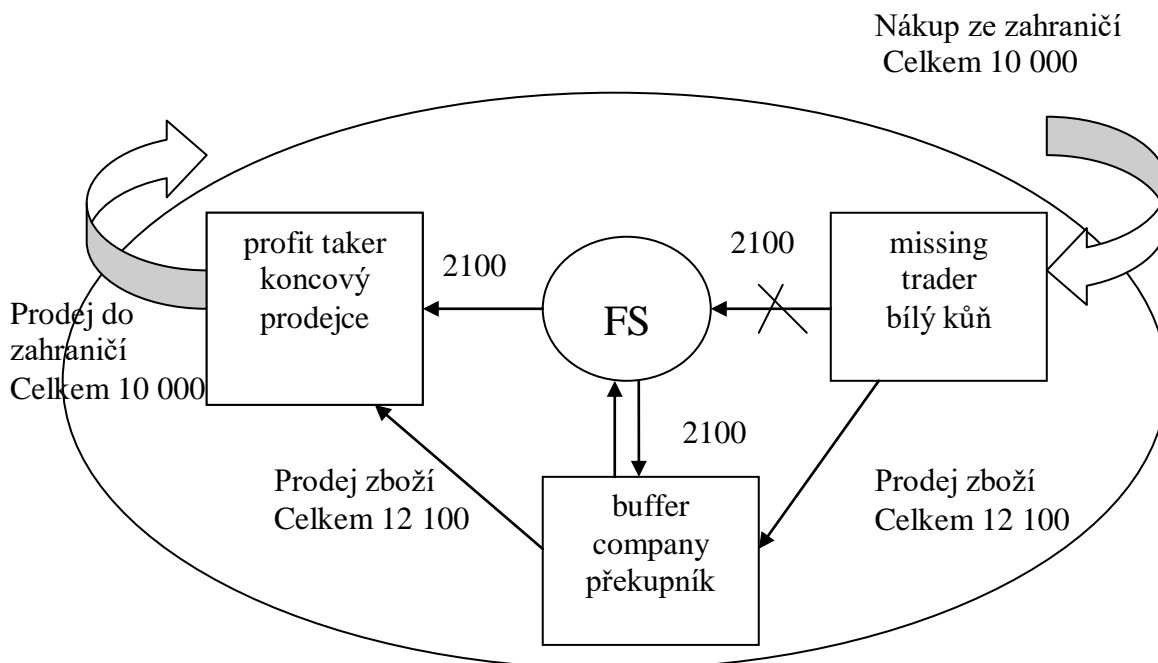 Nákup ze zahraničí
Celkem 10 000
profit taker
koncový
prodejce
2100
FS
2100
missing
trader
bílý kůň
Prodej do
zahraničí
Celkem 10 000
2100
Prodej zboží
Celkem 12 100
buffer
company
překupník
Prodej zboží
Celkem 12 100